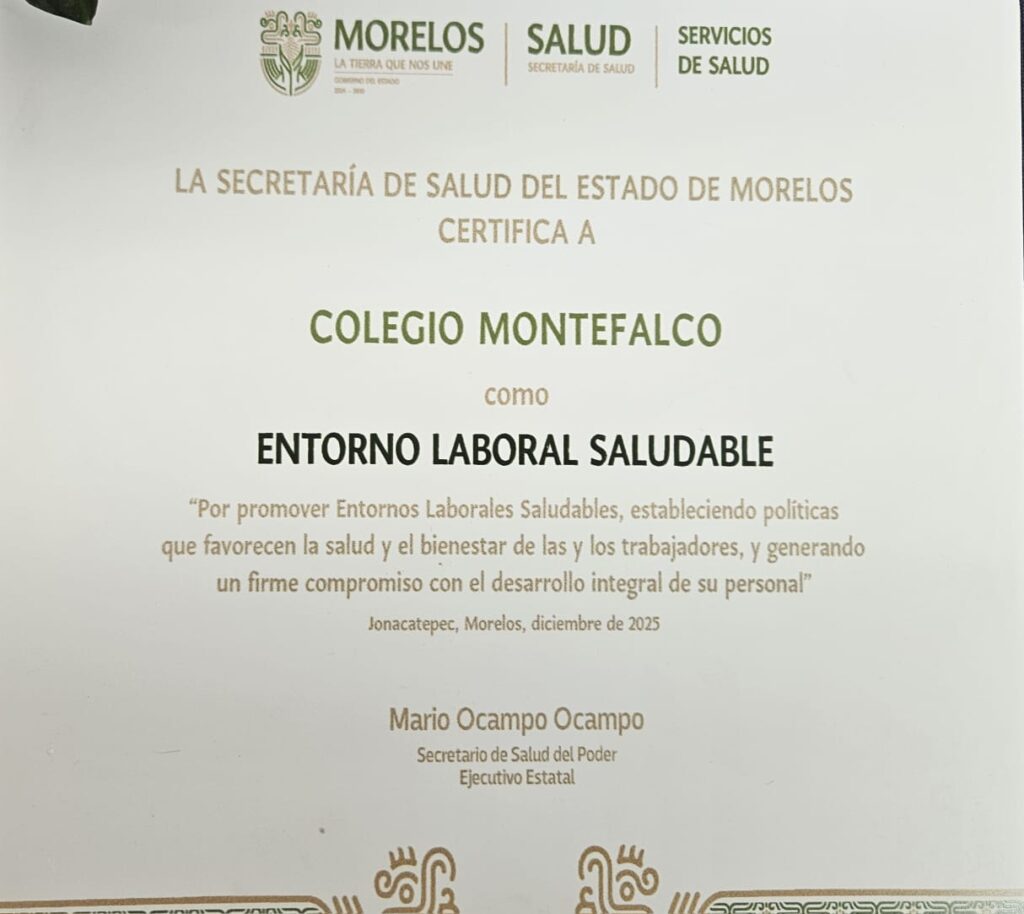 MORELOS
LA TIERRA QUE NOS UNE
GOBIERNO DEL ESTADO
SALUD
SECRETARÍA DE SALUD
SERVICIOS
DE SALUD
LA SECRETARÍA DE SALUD DEL ESTADO DE MORELOS
CERTIFICA A
COLEGIO MONTEFALCO
como
ENTORNO LABORAL SALUDABLE
“Por promover Entornos Laborales Saludables, estableciendo políticas
que favorecen la salud y el bienestar de las y los trabajadores, y generando
un firme compromiso con el desarrollo integral de su personal”
Jonacatepec, Morelos, diciembre de 2025
Mario Ocampo Ocampo
Secretario de Salud del Poder
Ejecutivo Estatal